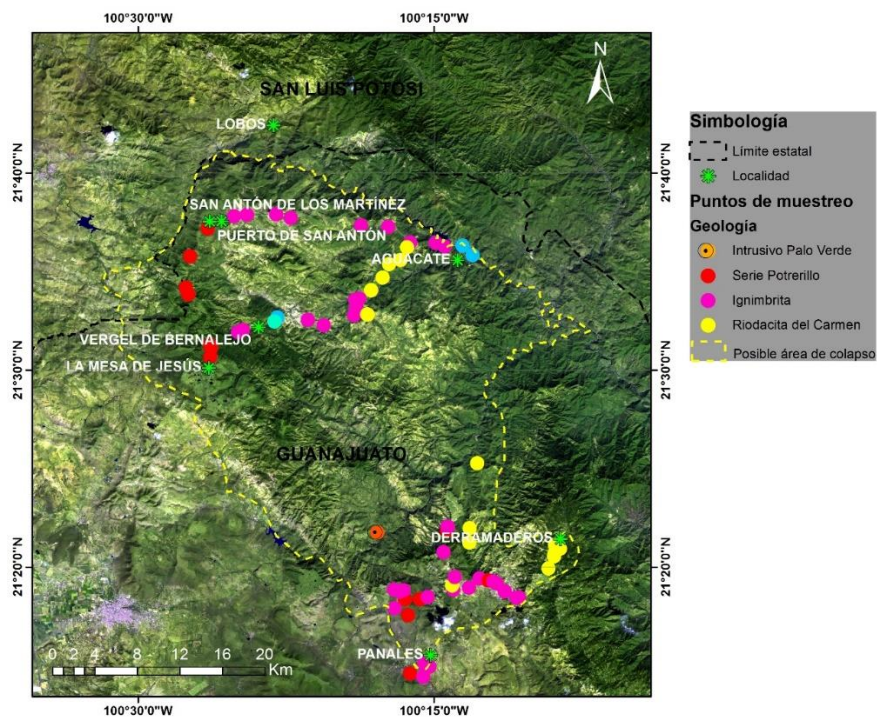 100°30'0"W
100°15'0"W
N
SAN LUIS POTOSI
LOBOS
21°40'0"N
21°40'0"N
SAN ANTÓN DE LOS MARTÍNEZ
PUERTO DE SAN ANTÓN
AGUACATE
VERGEL DE BERNALEJO
LA MESA DE JESÚS
21°30'0"N
21°30'0"N
GUANAJUATO
DERRAMADEROS
21°20'0"N
21°20'0"N
PANALES
0 2 4 8 12 16 20
Km
100°30'0"W
100°15'0"W
Simbología
Límite estatal
Localidad
Puntos de muestreo
Geología
Intrusivo Palo Verde
Serie Potrerillo
Ignimbrita
Riodacita del Carmen
Posible área de colapso